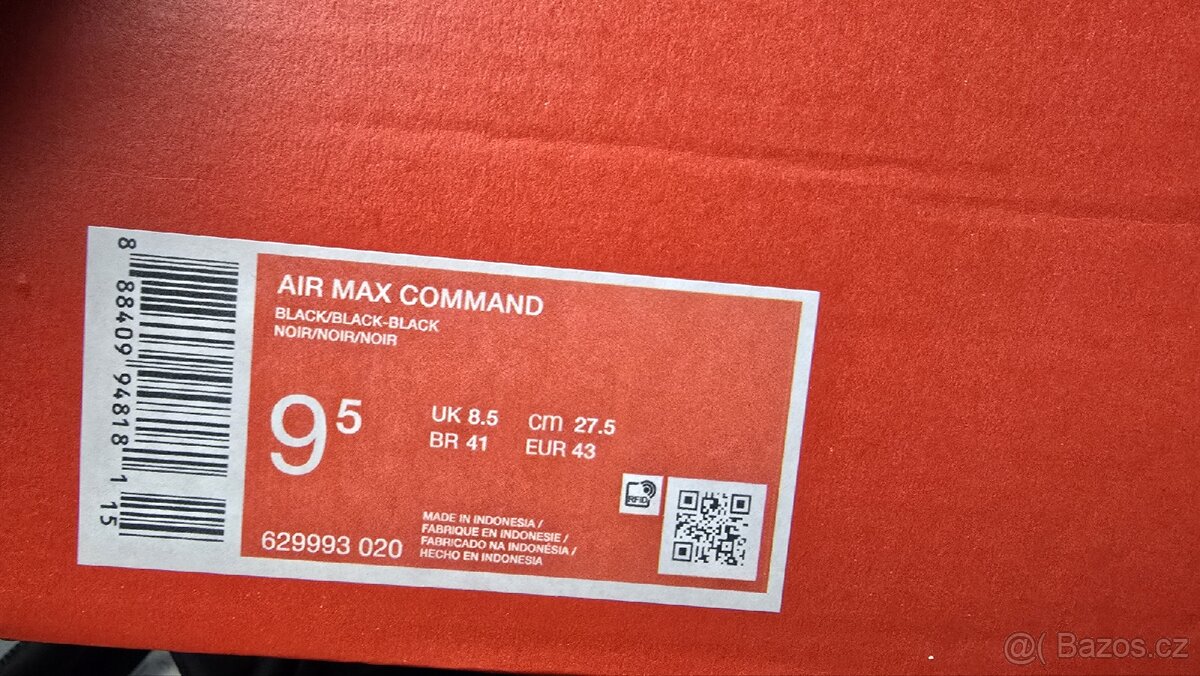 AIR MAX COMMAND
BLACK/BLACK-BLACK
NOIR/NOIR/NOIR
9⁵
UK 8.5 cm 27.5
BR 41 EUR 43
RFID
629993 020
MADE IN INDONESIA /
FABRIQUE EN INDONESIE /
FABRICADO NA INDONÉSIA /
HECHO EN INDONESIA
8 88409 94818 1 15
@( Bazos.cz